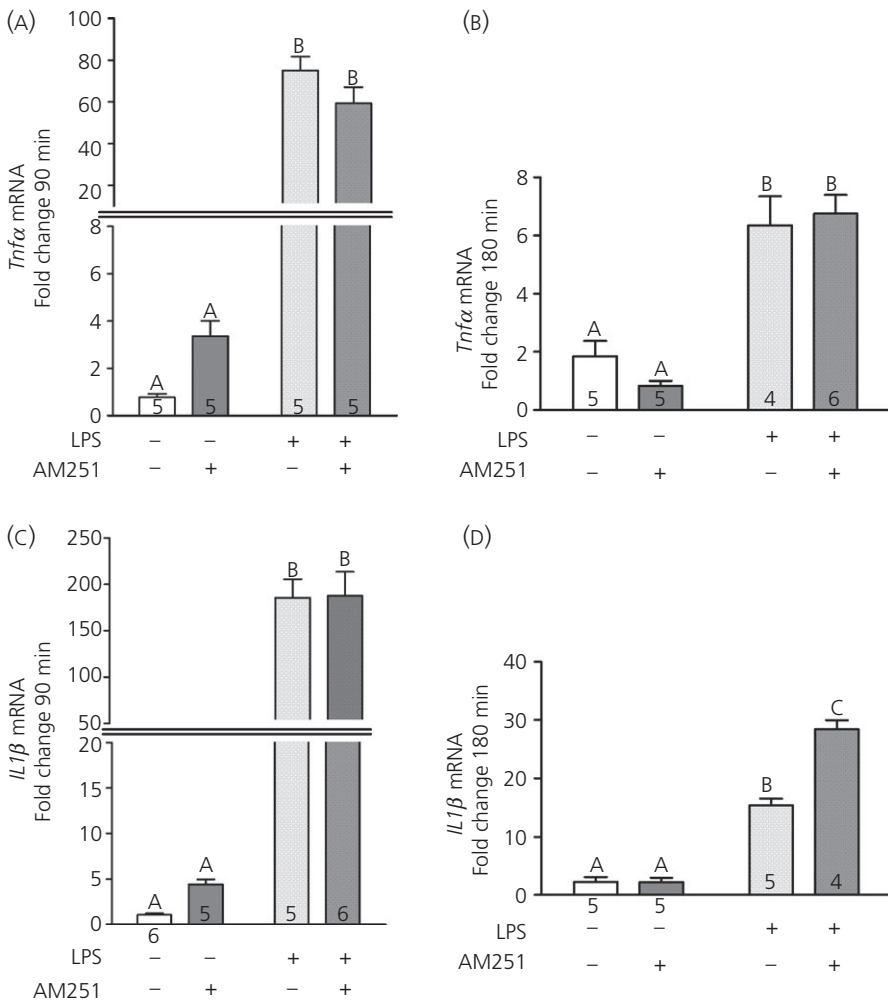 (A)
Tnfα mRNA
Fold change 90 min
100
80
60
40
20
8
6
4
2
0
A
A
B
B
5
5
5
5
LPS – – + +
AM251 – + – +
(B)
Tnfα mRNA
Fold change 180 min
8
6
4
2
0
A
A
B
B
5
5
4
6
LPS – – + +
AM251 – + – +
(C)
IL1β mRNA
Fold change 90 min
250
200
150
100
50
20
15
10
5
0
A
A
B
B
6
5
5
6
LPS – – + +
AM251 – + – +
(D)
IL1β mRNA
Fold change 180 min
40
30
20
10
0
A
A
B
C
5
5
5
4
LPS – – + +
AM251 – + – +